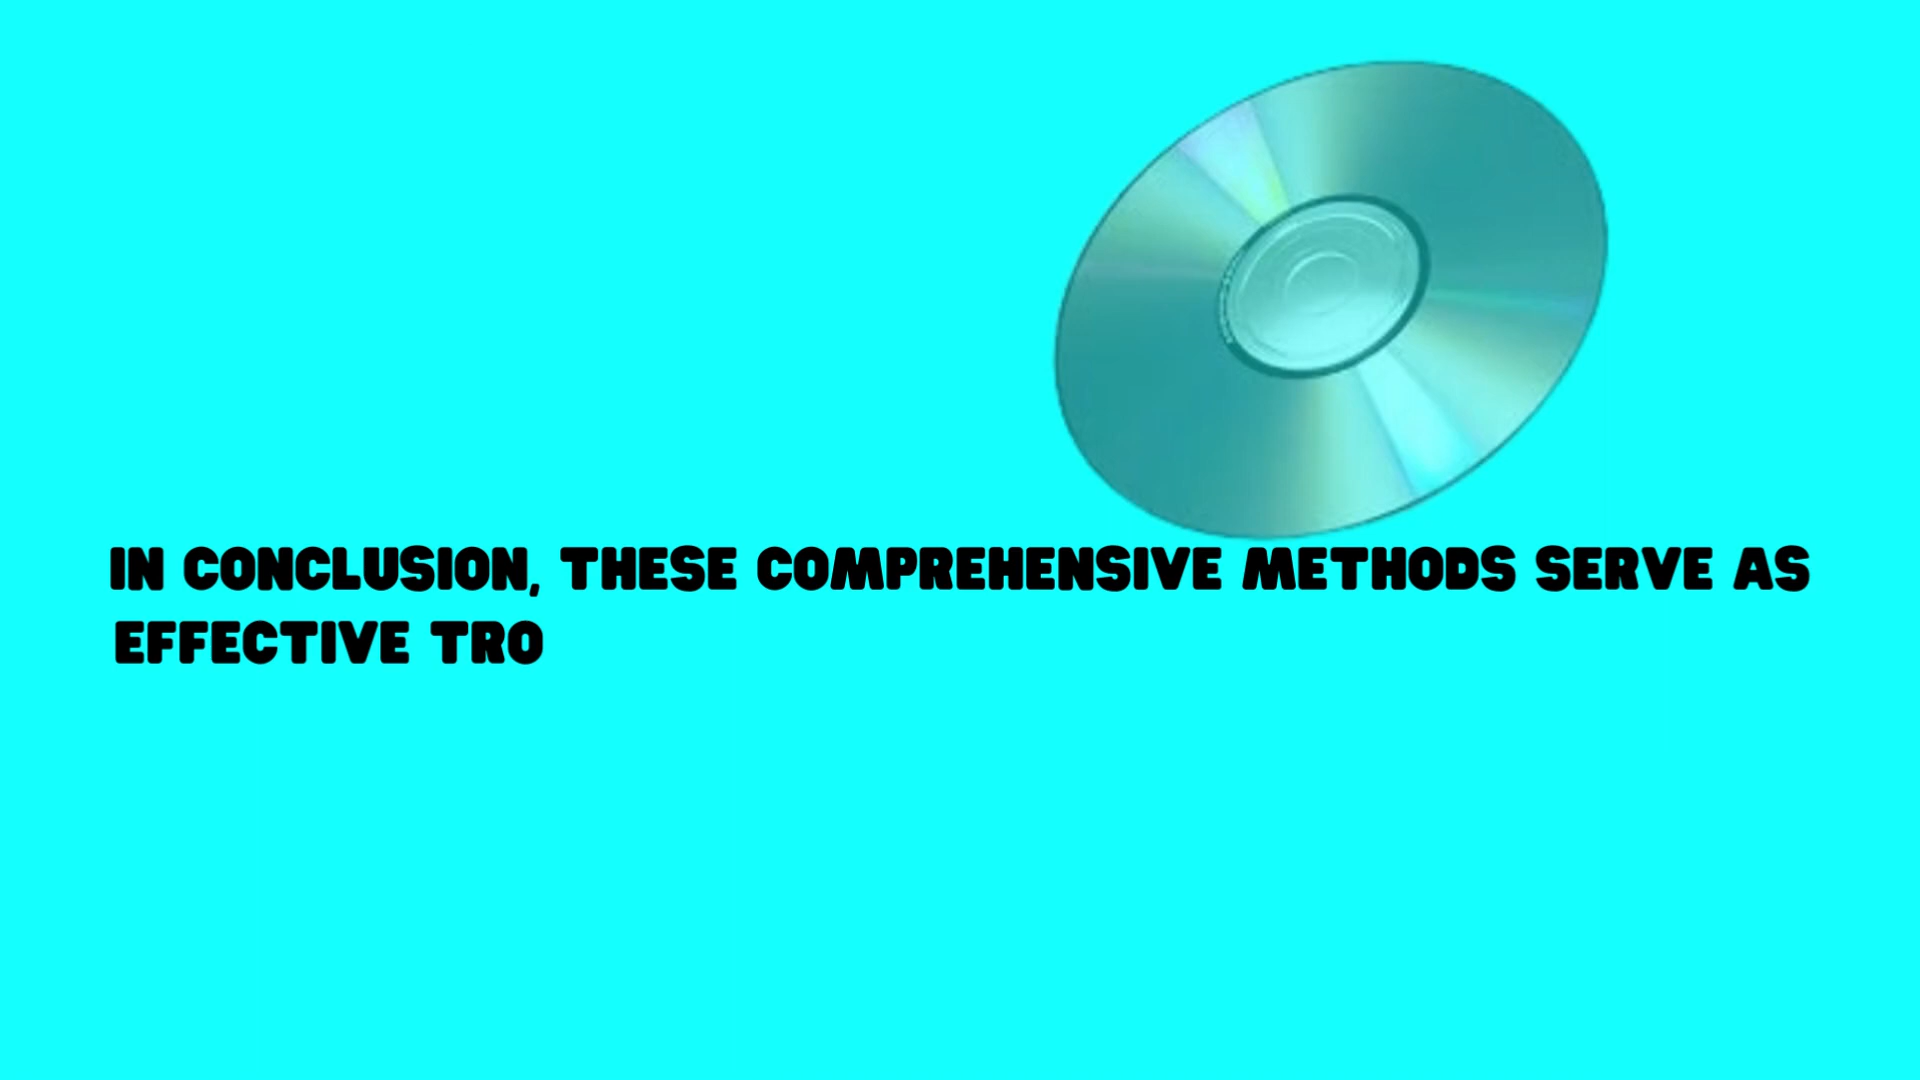 IN CONCLUSION, THESE COMPREHENSIVE METHODS SERVE AS
EFFECTIVE TRO